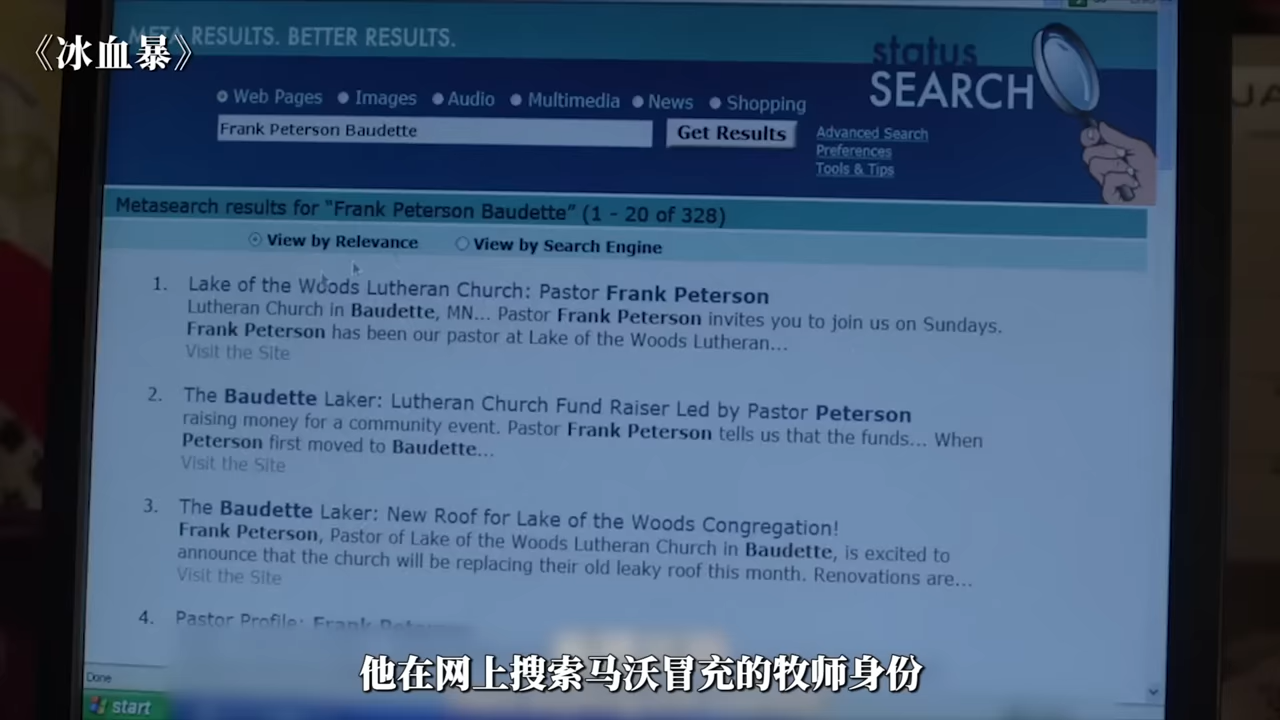 《冰血暴》
META RESULTS. BETTER RESULTS.
status
SEARCH
Web Pages Images Audio Multimedia News Shopping
Frank Peterson Baudette
Get Results
Advanced Search
Preferences
Tools & Tips
Metasearch results for “Frank Peterson Baudette” (1 - 20 of 328)
View by Relevance View by Search Engine
1. Lake of the Woods Lutheran Church: Pastor Frank Peterson
Lutheran Church in Baudette, MN... Pastor Frank Peterson invites you to join us on Sundays.
Frank Peterson has been our pastor at Lake of the Woods Lutheran...
Visit the Site
2. The Baudette Laker: Lutheran Church Fund Raiser Led by Pastor Peterson
raising money for a community event. Pastor Frank Peterson tells us that the funds... When
Peterson first moved to Baudette...
Visit the Site
3. The Baudette Laker: New Roof for Lake of the Woods Congregation!
Frank Peterson, Pastor of Lake of the Woods Lutheran Church in Baudette, is excited to
announce that the church will be replacing their old leaky roof this month. Renovations are...
Visit the Site
4. Pastor Profile: Frank Peterson
他在网上搜索马沃冒充的牧师身份
Done
start